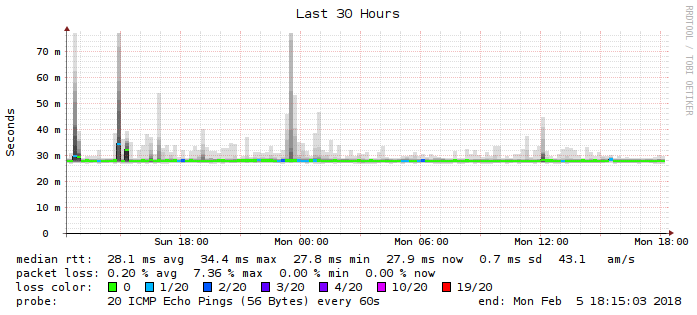 Last 30 Hours
RRDTOOL / TOBI OETIKER
Seconds
70 m
60 m
50 m
40 m
30 m
20 m
10 m
0
Sun 18:00 Mon 00:00 Mon 06:00 Mon 12:00 Mon 18:00
median rtt: 28.1 ms avg 34.4 ms max 27.8 ms min 27.9 ms now 0.7 ms sd 43.1 am/s
packet loss: 0.20 % avg 7.36 % max 0.00 % min 0.00 % now
loss color: 0 1/20 2/20 3/20 4/20 10/20 19/20
probe: 20 ICMP Echo Pings (56 Bytes) every 60s end: Mon Feb 5 18:15:03 2018